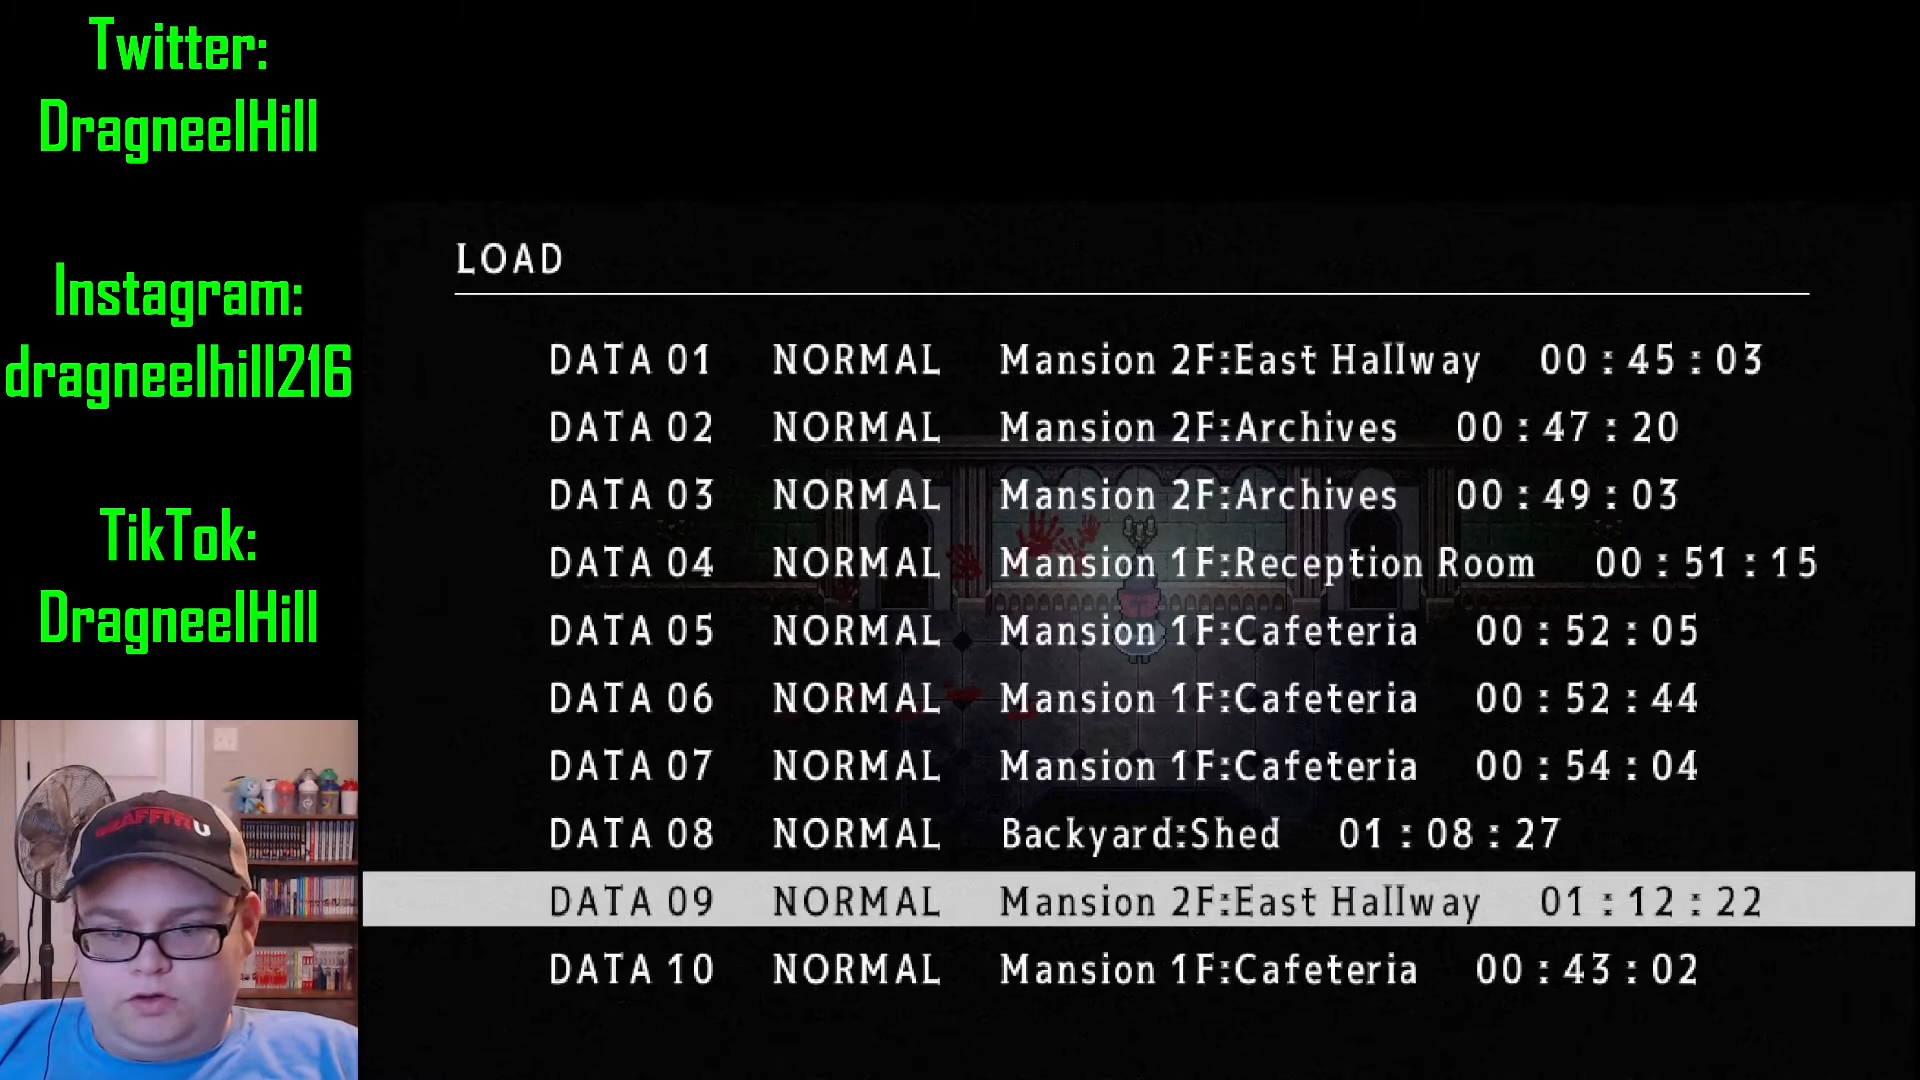 Twitter:
DragneelHill
Instagram:
dragneelhill216
TikTok:
DragneelHill
LOAD
DATA 01 NORMAL Mansion 2F:East Hallway 00:45:03
DATA 02 NORMAL Mansion 2F:Archives 00:47:20
DATA 03 NORMAL Mansion 2F:Archives 00:49:03
DATA 04 NORMAL Mansion 1F:Reception Room 00:51:15
DATA 05 NORMAL Mansion 1F:Cafeteria 00:52:05
DATA 06 NORMAL Mansion 1F:Cafeteria 00:52:44
DATA 07 NORMAL Mansion 1F:Cafeteria 00:54:04
DATA 08 NORMAL Backyard:Shed 01:08:27
DATA 09 NORMAL Mansion 2F:East Hallway 01:12:22
DATA 10 NORMAL Mansion 1F:Cafeteria 00:43:02
GRAFFITI U